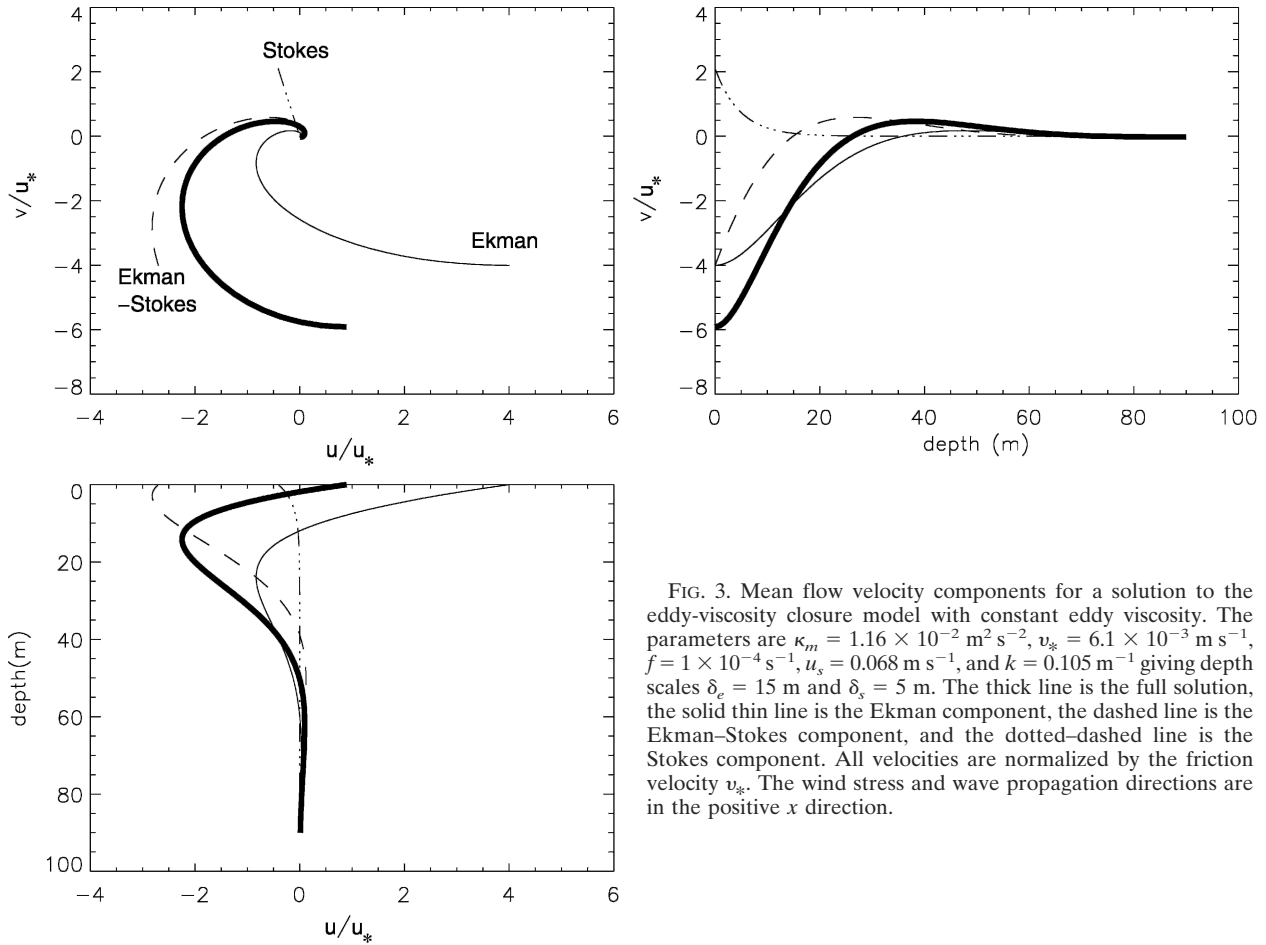 4
2
0
−2
−4
−6
−8
v/u*
Stokes
Ekman
Ekman
−Stokes
−4
−2
0
2
4
6
u/u*
4
2
0
−2
−4
−6
−8
v/u*
0
20
40
60
80
100
depth (m)
0
20
40
60
80
100
depth(m)
−4
−2
0
2
4
6
u/u*
FIG. 3. Mean flow velocity components for a solution to the
eddy-viscosity closure model with constant eddy viscosity. The
parameters are κm = 1.16 × 10−2 m2 s−2, υ* = 6.1 × 10−3 m s−1,
f = 1 × 10−4 s−1, us = 0.068 m s−1, and k = 0.105 m−1 giving depth
scales δe = 15 m and δs = 5 m. The thick line is the full solution,
the solid thin line is the Ekman component, the dashed line is the
Ekman–Stokes component, and the dotted–dashed line is the
Stokes component. All velocities are normalized by the friction
velocity υ*. The wind stress and wave propagation directions are
in the positive x direction.